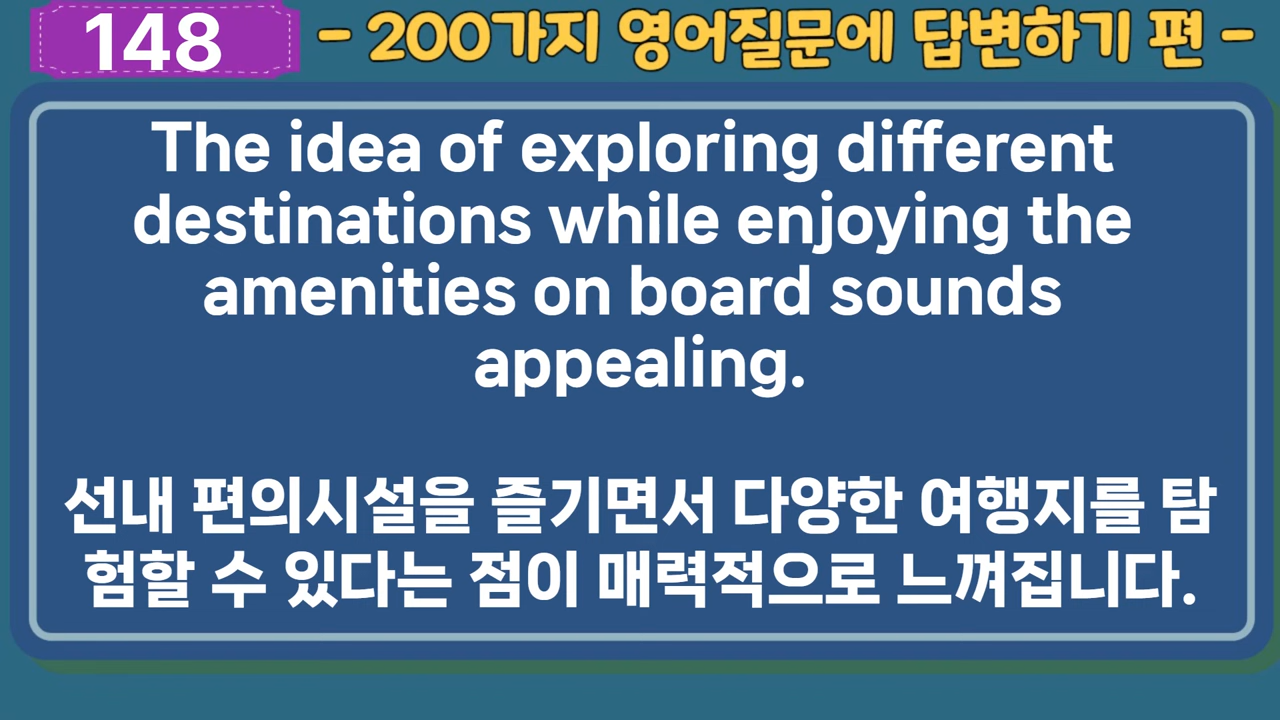 148
- 200가지 영어질문에 답변하기 편 -
The idea of exploring different
destinations while enjoying the
amenities on board sounds
appealing.
선내 편의시설을 즐기면서 다양한 여행지를 탐
험할 수 있다는 점이 매력적으로 느껴집니다.